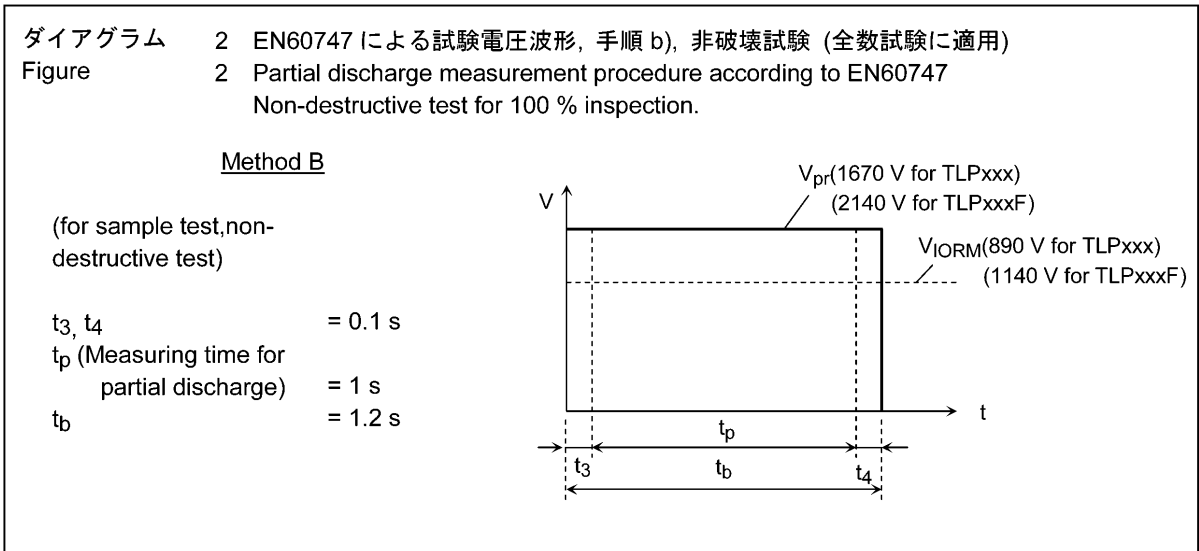 ダイアグラム 2 EN60747 による試験電圧波形, 手順 b), 非破壊試験 (全数試験に適用)
Figure 2 Partial discharge measurement procedure according to EN60747
Non-destructive test for 100 % inspection.
Method B
(for sample test,non-
destructive test)
t3, t4 = 0.1 s
tp (Measuring time for
partial discharge) = 1 s
tb = 1.2 s
Vpr(1670 V for TLPxxx)
(2140 V for TLPxxxF)
V
VIORM(890 V for TLPxxx)
(1140 V for TLPxxxF)
t
tp
t3 tb t4